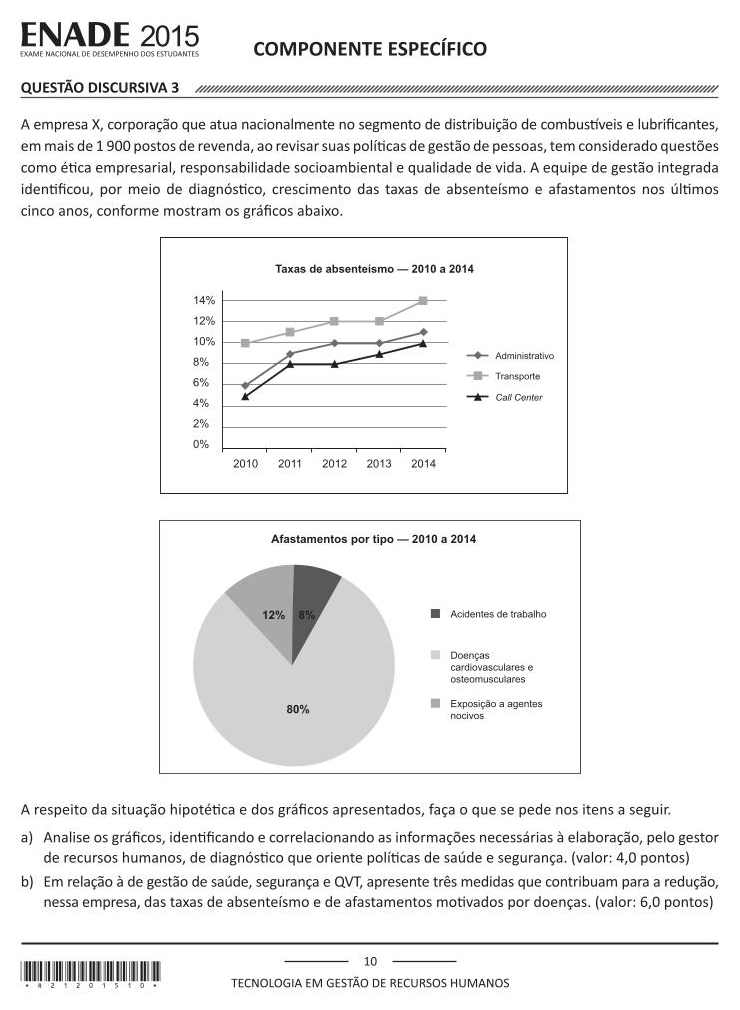 ENADE 2015
EXAME NACIONAL DE DESEMPENHO DOS ESTUDANTES
COMPONENTE ESPECÍFICO
QUESTÃO DISCURSIVA 3
A empresa X, corporação que atua nacionalmente no segmento de distribuição de combustíveis e lubrificantes,
em mais de 1 900 postos de revenda, ao revisar suas políticas de gestão de pessoas, tem considerado questões
como ética empresarial, responsabilidade socioambiental e qualidade de vida. A equipe de gestão integrada
identificou, por meio de diagnóstico, crescimento das taxas de absenteísmo e afastamentos nos últimos
cinco anos, conforme mostram os gráficos abaixo.
Taxas de absenteísmo — 2010 a 2014
14%
12%
10%
8%
6%
4%
2%
0%
2010 2011 2012 2013 2014
Administrativo
Transporte
Call Center
Afastamentos por tipo — 2010 a 2014
12% 8%
80%
Acidentes de trabalho
Doenças
cardiovasculares e
osteomusculares
Exposição a agentes
nocivos
A respeito da situação hipotética e dos gráficos apresentados, faça o que se pede nos itens a seguir.
a) Analise os gráficos, identificando e correlacionando as informações necessárias à elaboração, pelo gestor
de recursos humanos, de diagnóstico que oriente políticas de saúde e segurança. (valor: 4,0 pontos)
b) Em relação à de gestão de saúde, segurança e QVT, apresente três medidas que contribuam para a redução,
nessa empresa, das taxas de absenteísmo e de afastamentos motivados por doenças. (valor: 6,0 pontos)
10
TECNOLOGIA EM GESTÃO DE RECURSOS HUMANOS
* R 2 1 2 0 1 5 1 0 *